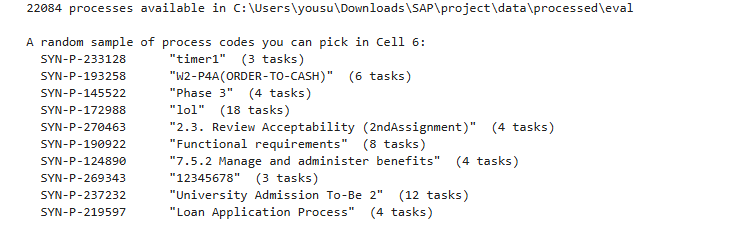 22084 processes available in C:\Users\yousu\Downloads\SAP\project\data\processed\eval
A random sample of process codes you can pick in Cell 6:
SYN-P-233128 "timer1" (3 tasks)
SYN-P-193258 "W2-P4A(ORDER-TO-CASH)" (6 tasks)
SYN-P-145522 "Phase 3" (4 tasks)
SYN-P-172988 "lol" (18 tasks)
SYN-P-270463 "2.3. Review Acceptability (2ndAssignment)" (4 tasks)
SYN-P-190922 "Functional requirements" (8 tasks)
SYN-P-124890 "7.5.2 Manage and administer benefits" (4 tasks)
SYN-P-269343 "12345678" (3 tasks)
SYN-P-237232 "University Admission To-Be 2" (12 tasks)
SYN-P-219597 "Loan Application Process" (4 tasks)